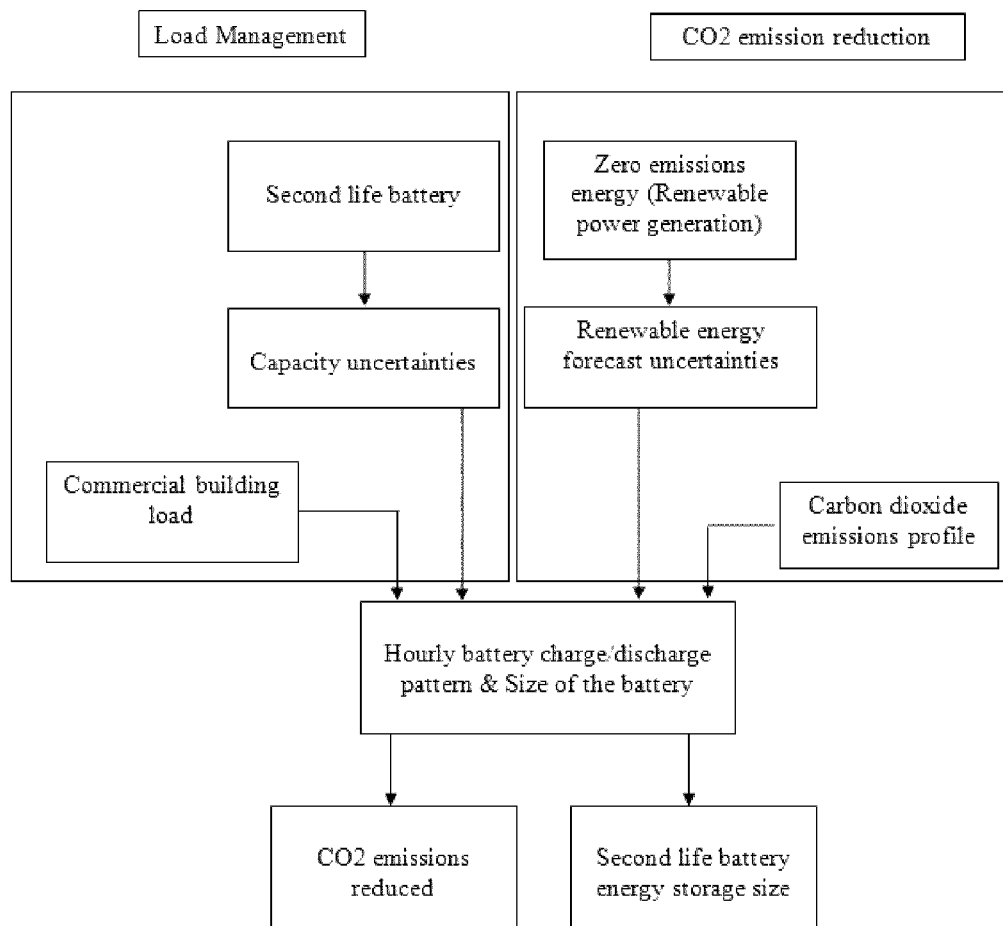 Load Management
CO2 emission reduction
Second life battery
Zero emissions
energy (Renewable
power generation)
Capacity uncertainties
Renewable energy
forecast uncertainties
Commercial building
load
Carbon dioxide
emissions profile
Hourly battery charge/discharge
pattern & Size of the battery
CO2 emissions
reduced
Second life battery
energy storage size